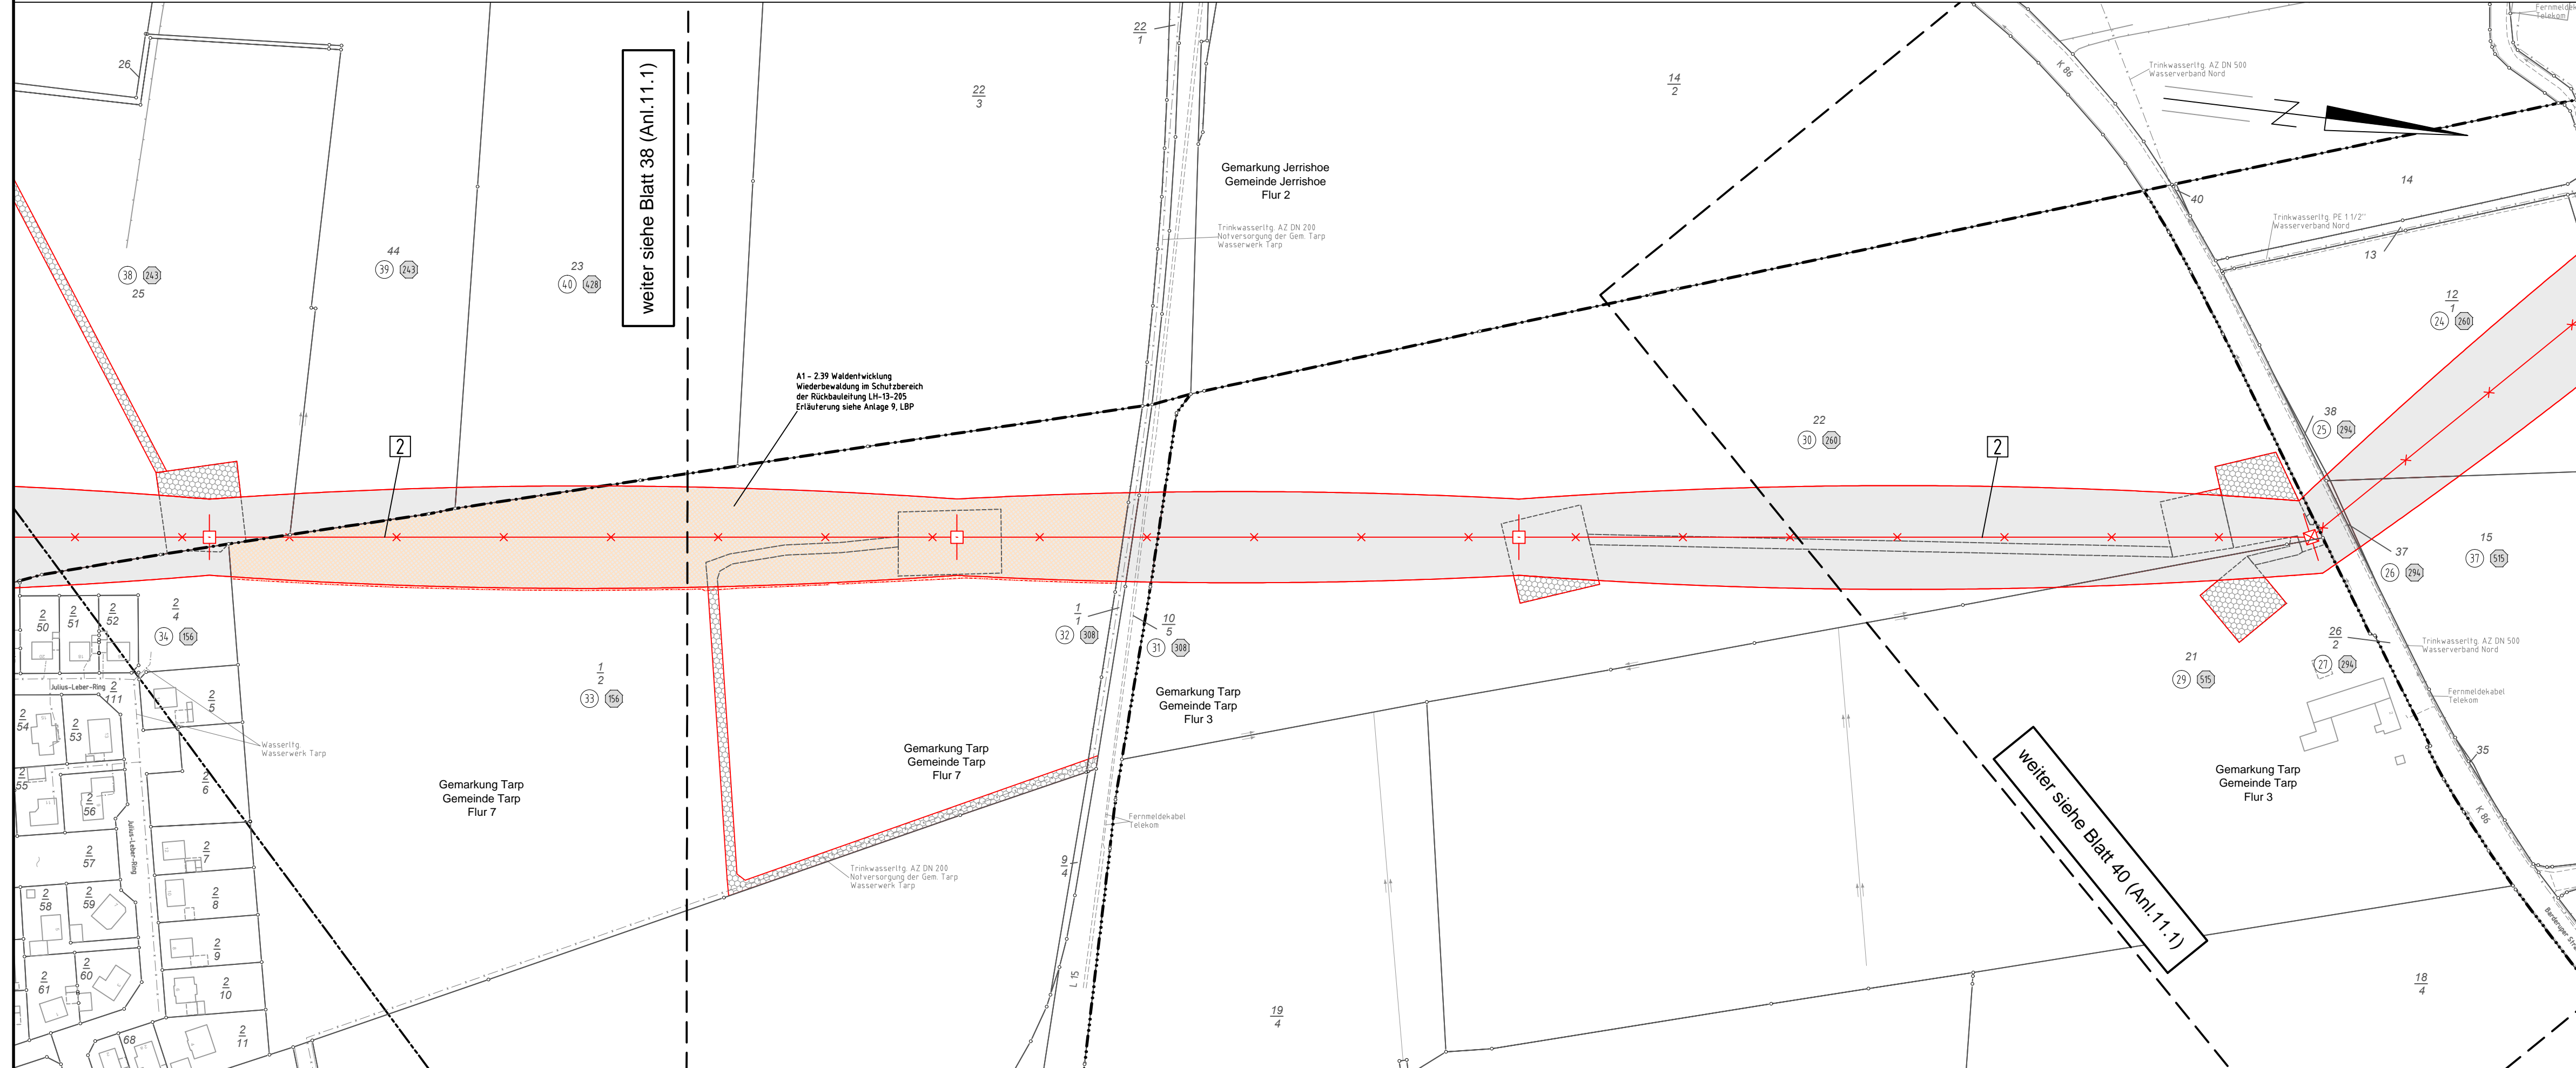 26
22
1
22
3
14
2
K 86
Trinkwasserltg. AZ DN 500
Wasserverband Nord
weiter siehe Blatt 38 (Anl.11.1)
Gemarkung Jerrishoe
Gemeinde Jerrishoe
Flur 2
Trinkwasserltg. AZ DN 200
Notversorgung der Gem. Tarp
Wasserwerk Tarp
40
14
Trinkwasserltg. PE 1 1/2''
Wasserverband Nord
13
38 243
25
44
39 243
23
40 428
12
1
24 260
A1 - 2.39 Waldentwicklung
Wiederbewaldung im Schutzbereich
der Rückbauleitung LH-13-205
Erläuterung siehe Anlage 9, LBP
2
22
30 260
2
38
25 294
37
26 294
15
37 515
2
50
2
51
2
52
2
4
34 156
Julius-Leber-Ring
2
111
2
5
2
54
2
53
Wasserltg.
Wasserwerk Tarp
2
55
2
56
2
6
Julius-Leber-Ring
2
57
2
7
2
58
2
59
2
8
2
9
2
60
2
61
2
10
68
2
11
1
2
33 156
1
1
32 308
10
5
31 308
Gemarkung Tarp
Gemeinde Tarp
Flur 3
Gemarkung Tarp
Gemeinde Tarp
Flur 7
Gemarkung Tarp
Gemeinde Tarp
Flur 7
Fernmeldekabel
Telekom
Trinkwasserltg. AZ DN 200
Notversorgung der Gem. Tarp
Wasserwerk Tarp
9
4
L 15
19
4
26
2
27 294
21
29 515
Trinkwasserltg. AZ DN 500
Wasserverband Nord
Fernmeldekabel
Telekom
35
K 86
Gemarkung Tarp
Gemeinde Tarp
Flur 3
weiter siehe Blatt 40 (Anl.11.1)
18
4